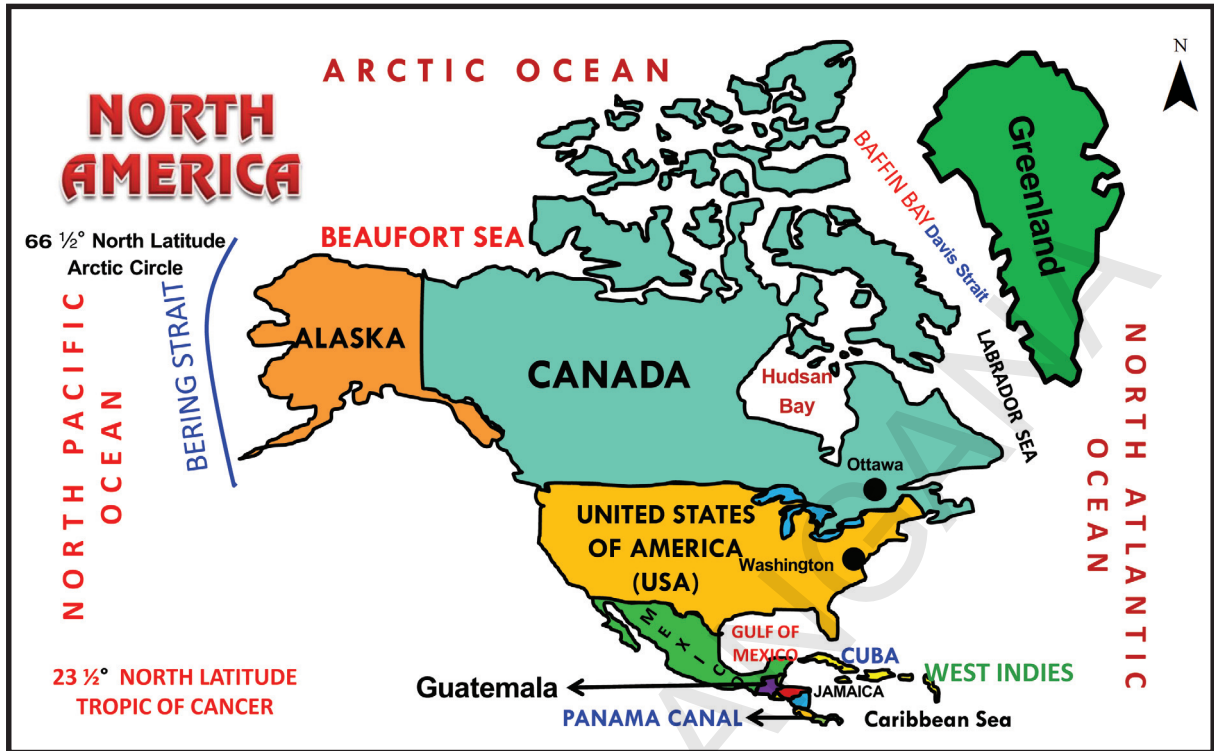 ARCTIC OCEAN
N
NORTH
AMERICA
Greenland
BAFFIN BAY
Davis Strait
66 ½° North Latitude
Arctic Circle
BEAUFORT SEA
NORTH PACIFIC
OCEAN
BERING STRAIT
ALASKA
CANADA
Hudsan
Bay
LABRADOR SEA
NORTH ATLANTIC
OCEAN
Ottawa
UNITED STATES
OF AMERICA
(USA)
Washington
MEXICO
GULF OF
MEXICO
CUBA
WEST INDIES
23 ½° NORTH LATITUDE
TROPIC OF CANCER
Guatemala
JAMAICA
PANAMA CANAL
Caribbean Sea